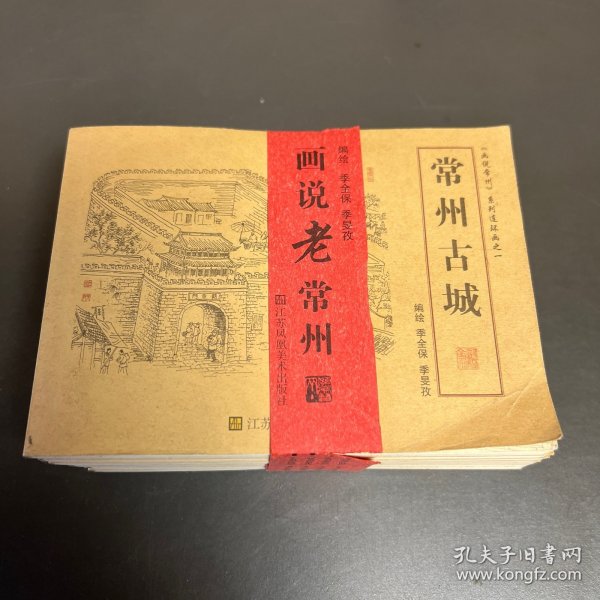 《画说常州》系列连环画之一
常州古城
编绘 季全保 季旻孜
编绘 季全保 季旻孜
画说老常州
江苏凤凰美术出版社
江苏
孔夫子旧书网
www.kongfz.com